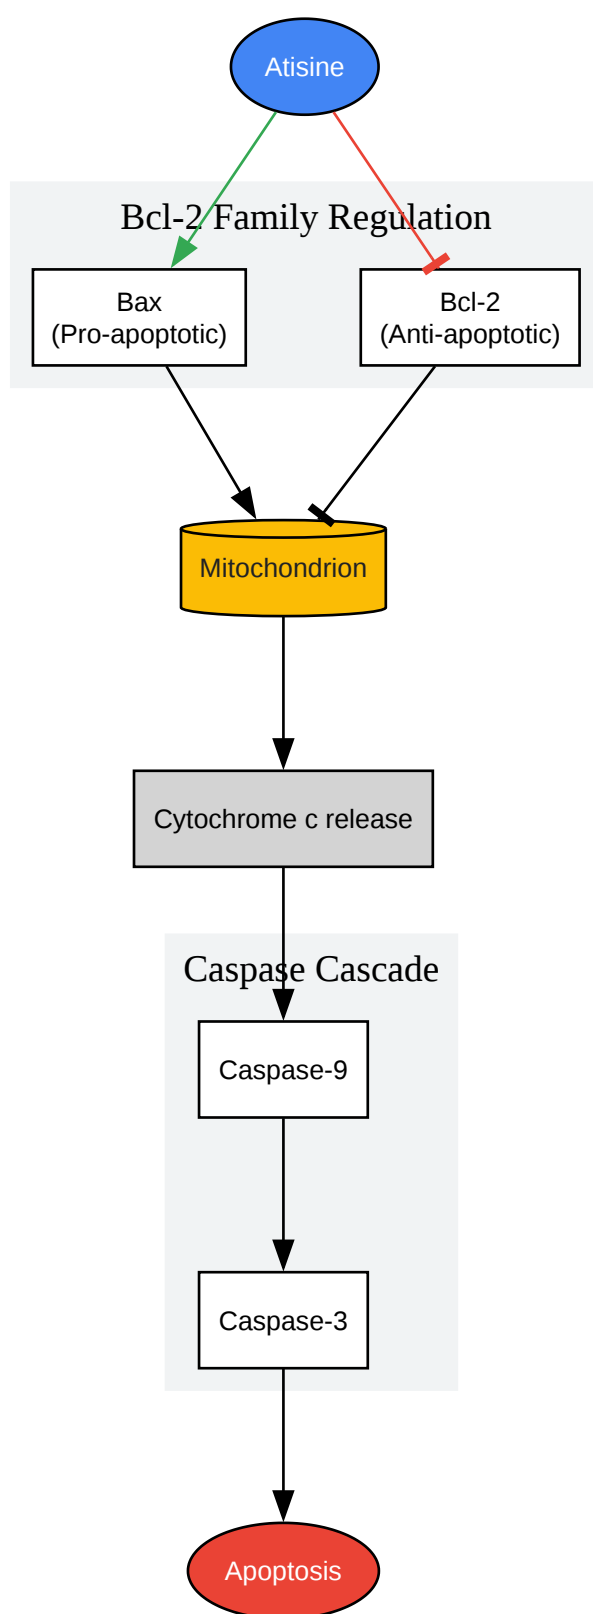 Atisine
Bcl-2 Family Regulation
Bax
(Pro-apoptotic)
Bcl-2
(Anti-apoptotic)
Mitochondrion
Cytochrome c release
Caspase Cascade
Caspase-9
Caspase-3
Apoptosis